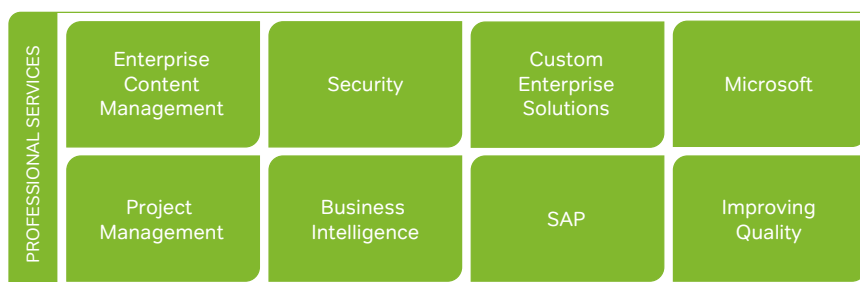 PROFESSIONAL SERVICES
Enterprise
Content
Management
Security
Custom
Enterprise
Solutions
Microsoft
Project
Management
Business
Intelligence
SAP
Improving
Quality